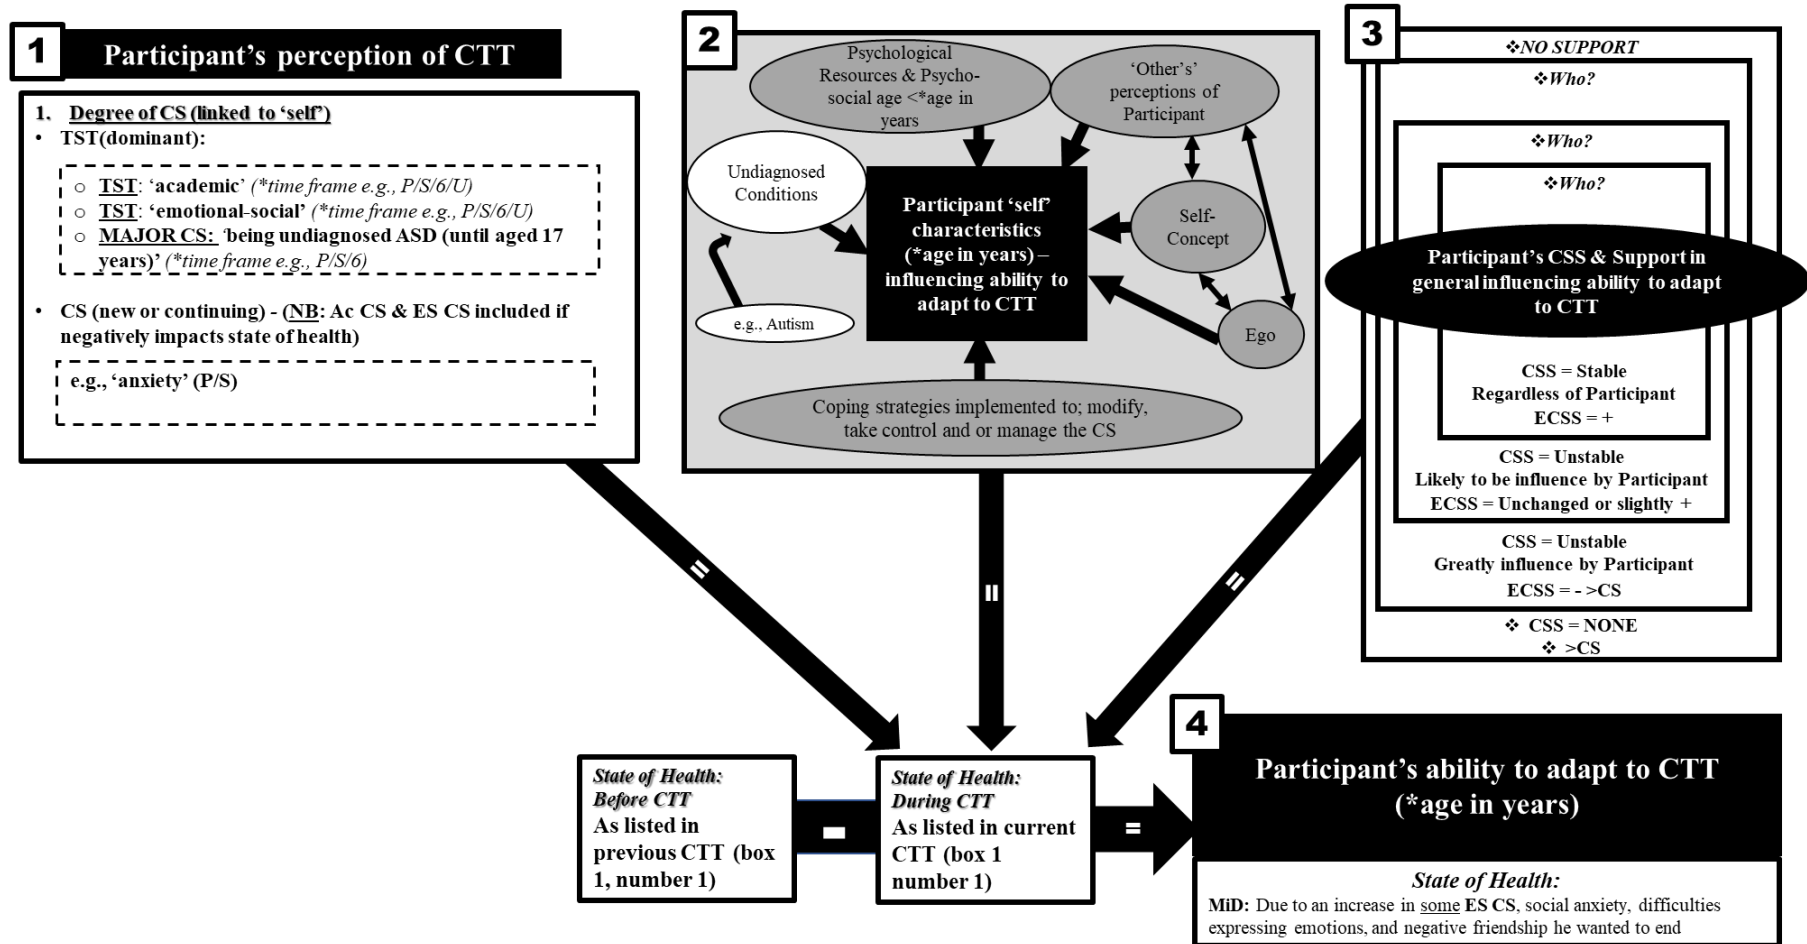 1
Participant's perception of CTT
1. Degree of CS (linked to 'self')
• TST(dominant):
o TST: 'academic' (*time frame e.g., P/S/6/U)
o TST: 'emotional-social' (*time frame e.g., P/S/6/U)
o MAJOR CS: 'being undiagnosed ASD (until aged 17
years)' (*time frame e.g., P/S/6)
• CS (new or continuing) - (NB: Ac CS & ES CS included if
negatively impacts state of health)
e.g., 'anxiety' (P/S)
2
Psychological
Resources & Psycho-
social age <*age in
years
'Other's'
perceptions of
Participant
Undiagnosed
Conditions
Participant 'self'
characteristics
(*age in years) –
influencing ability to
adapt to CTT
Self-
Concept
e.g., Autism
Ego
Coping strategies implemented to; modify,
take control and or manage the CS
3
❖NO SUPPORT
❖Who?
❖Who?
❖Who?
Participant's CSS & Support in
general influencing ability to adapt
to CTT
CSS = Stable
Regardless of Participant
ECSS = +
CSS = Unstable
Likely to be influence by Participant
ECSS = Unchanged or slightly +
CSS = Unstable
Greatly influence by Participant
ECSS = - >CS
❖ CSS = NONE
❖ >CS
=
=
=
State of Health:
Before CTT
As listed in
previous CTT (box
1, number 1)
-
State of Health:
During CTT
As listed in current
CTT (box 1
number 1)
=
4
Participant's ability to adapt to CTT
(*age in years)
State of Health:
MiD: Due to an increase in some ES CS, social anxiety, difficulties
expressing emotions, and negative friendship he wanted to end